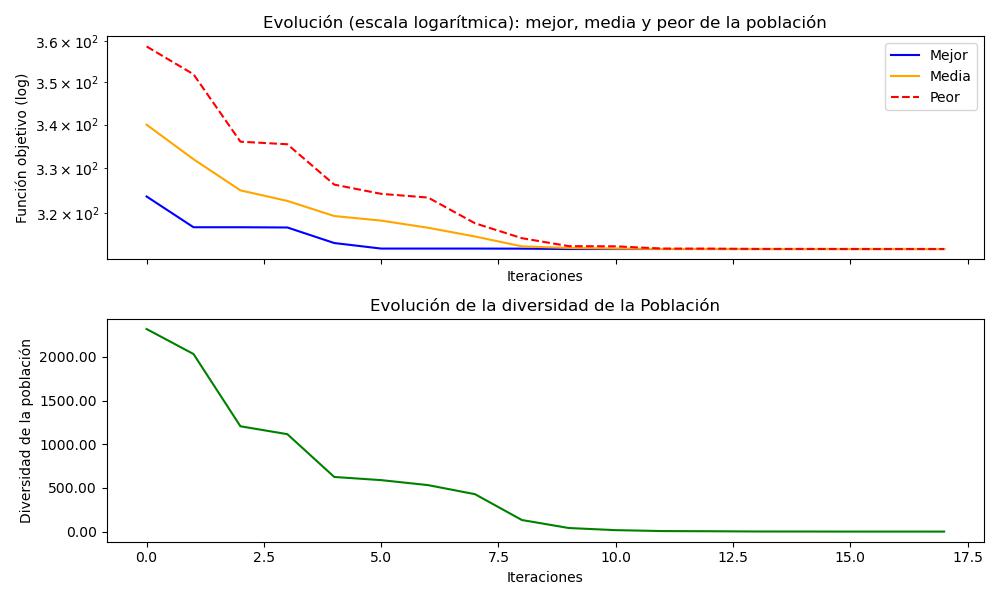 Evolución (escala logarítmica): mejor, media y peor de la población
Función objetivo (log)
3.6 × 10²
3.5 × 10²
3.4 × 10²
3.3 × 10²
3.2 × 10²
Mejor
Media
Peor
Iteraciones
Evolución de la diversidad de la Población
Diversidad de la población
2000.00
1500.00
1000.00
500.00
0.00
0.0 2.5 5.0 7.5 10.0 12.5 15.0 17.5
Iteraciones